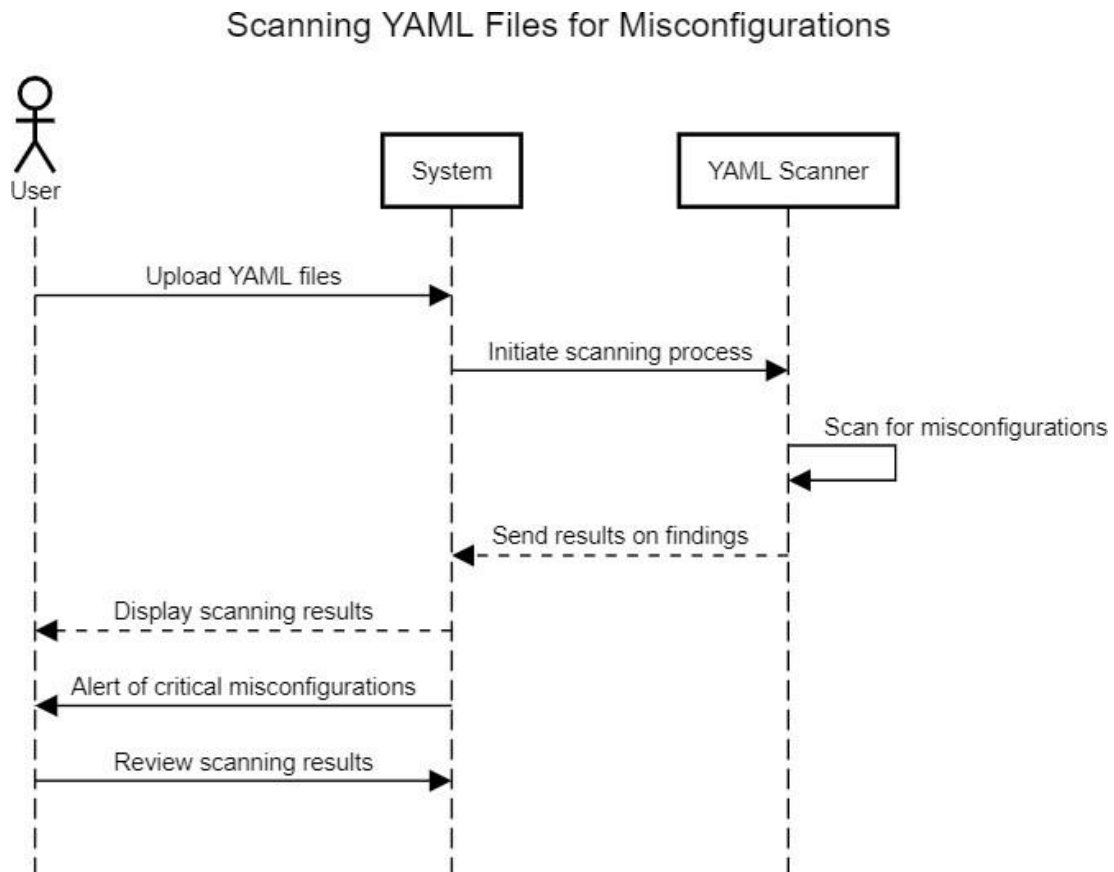 Scanning YAML Files for Misconfigurations
User
System
YAML Scanner
Upload YAML files
Initiate scanning process
Scan for misconfigurations
Send results on findings
Display scanning results
Alert of critical misconfigurations
Review scanning results